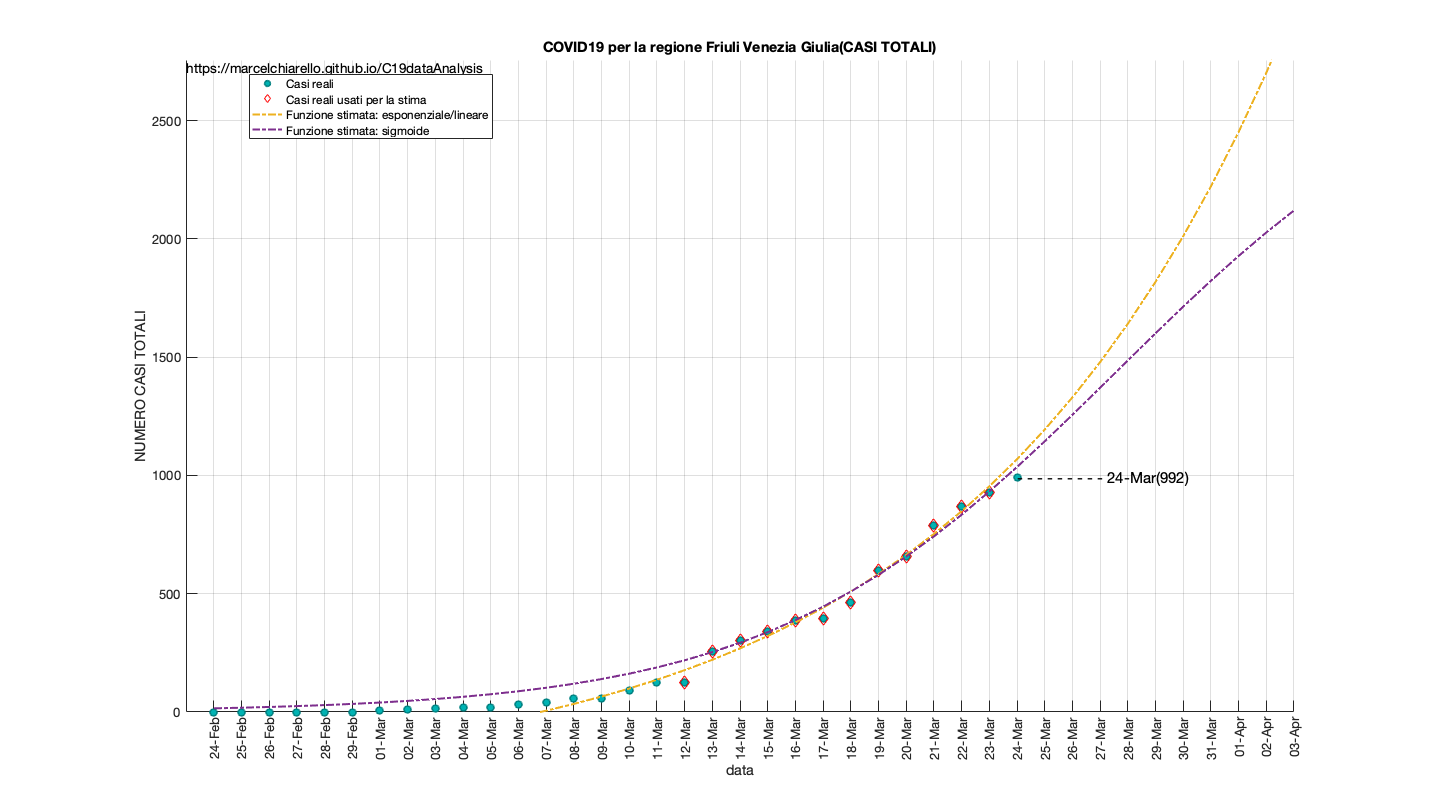 COVID19 per la regione Friuli Venezia Giulia(CASI TOTALI)
https://marcelchiarello.github.io/C19dataAnalysis
Casi reali
Casi reali usati per la stima
Funzione stimata: esponenziale/lineare
Funzione stimata: sigmoide
NUMERO CASI TOTALI
2500
2000
1500
1000
500
0
24-Mar(992)
24-Feb
25-Feb
26-Feb
27-Feb
28-Feb
29-Feb
01-Mar
02-Mar
03-Mar
04-Mar
05-Mar
06-Mar
07-Mar
08-Mar
09-Mar
10-Mar
11-Mar
12-Mar
13-Mar
14-Mar
15-Mar
16-Mar
17-Mar
18-Mar
19-Mar
20-Mar
21-Mar
22-Mar
23-Mar
24-Mar
25-Mar
26-Mar
27-Mar
28-Mar
29-Mar
30-Mar
31-Mar
01-Apr
02-Apr
03-Apr
data